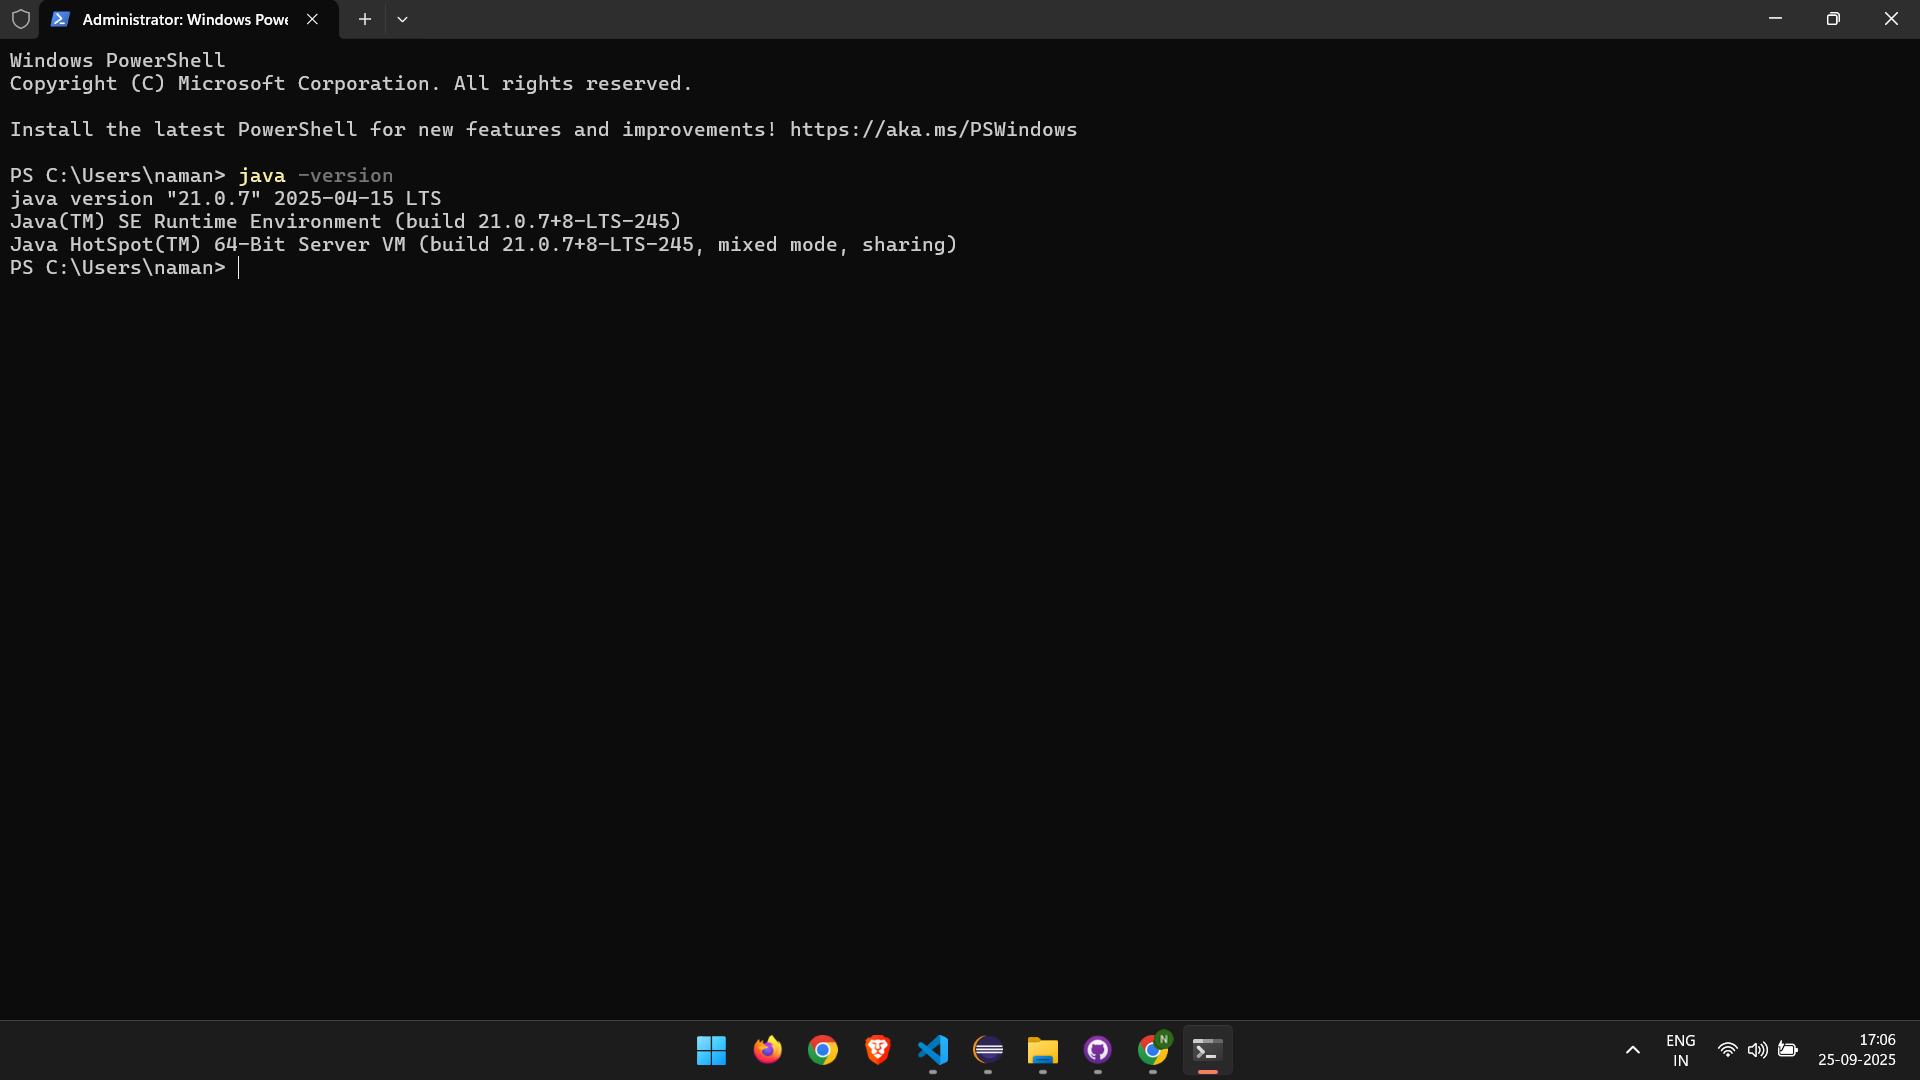 Administrator: Windows Powe
Windows PowerShell
Copyright (C) Microsoft Corporation. All rights reserved.
Install the latest PowerShell for new features and improvements! https://aka.ms/PSWindows
PS C:\Users\naman> java -version
java version "21.0.7" 2025-04-15 LTS
Java(TM) SE Runtime Environment (build 21.0.7+8-LTS-245)
Java HotSpot(TM) 64-Bit Server VM (build 21.0.7+8-LTS-245, mixed mode, sharing)
PS C:\Users\naman>
N
ENG
IN
17:06
25-09-2025